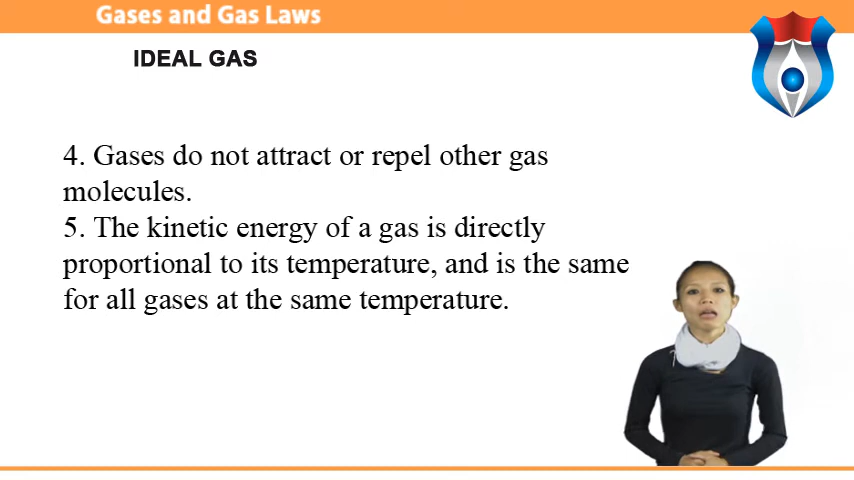 Gases and Gas Laws
IDEAL GAS
4. Gases do not attract or repel other gas
molecules.
5. The kinetic energy of a gas is directly
proportional to its temperature, and is the same
for all gases at the same temperature.